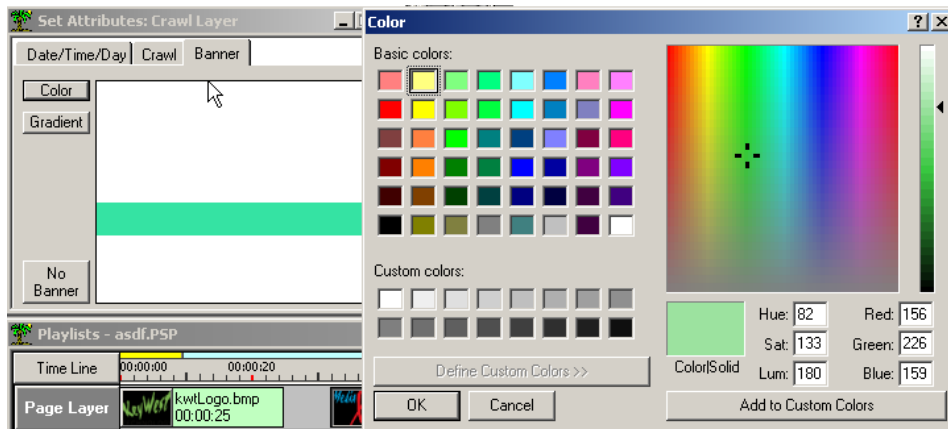 Set Attributes: Crawl Layer
Date/Time/Day Crawl Banner
Color
Gradient
No
Banner
Playlists - asdf.PSP
Time Line 00:00:00 00:00:20
Page Layer KeyWest kwtLogo.bmp
00:00:25
Color
Basic colors:
Custom colors:
Define Custom Colors >>
OK Cancel
Color|Solid
Hue: 82 Red: 156
Sat: 133 Green: 226
Lum: 180 Blue: 159
Add to Custom Colors